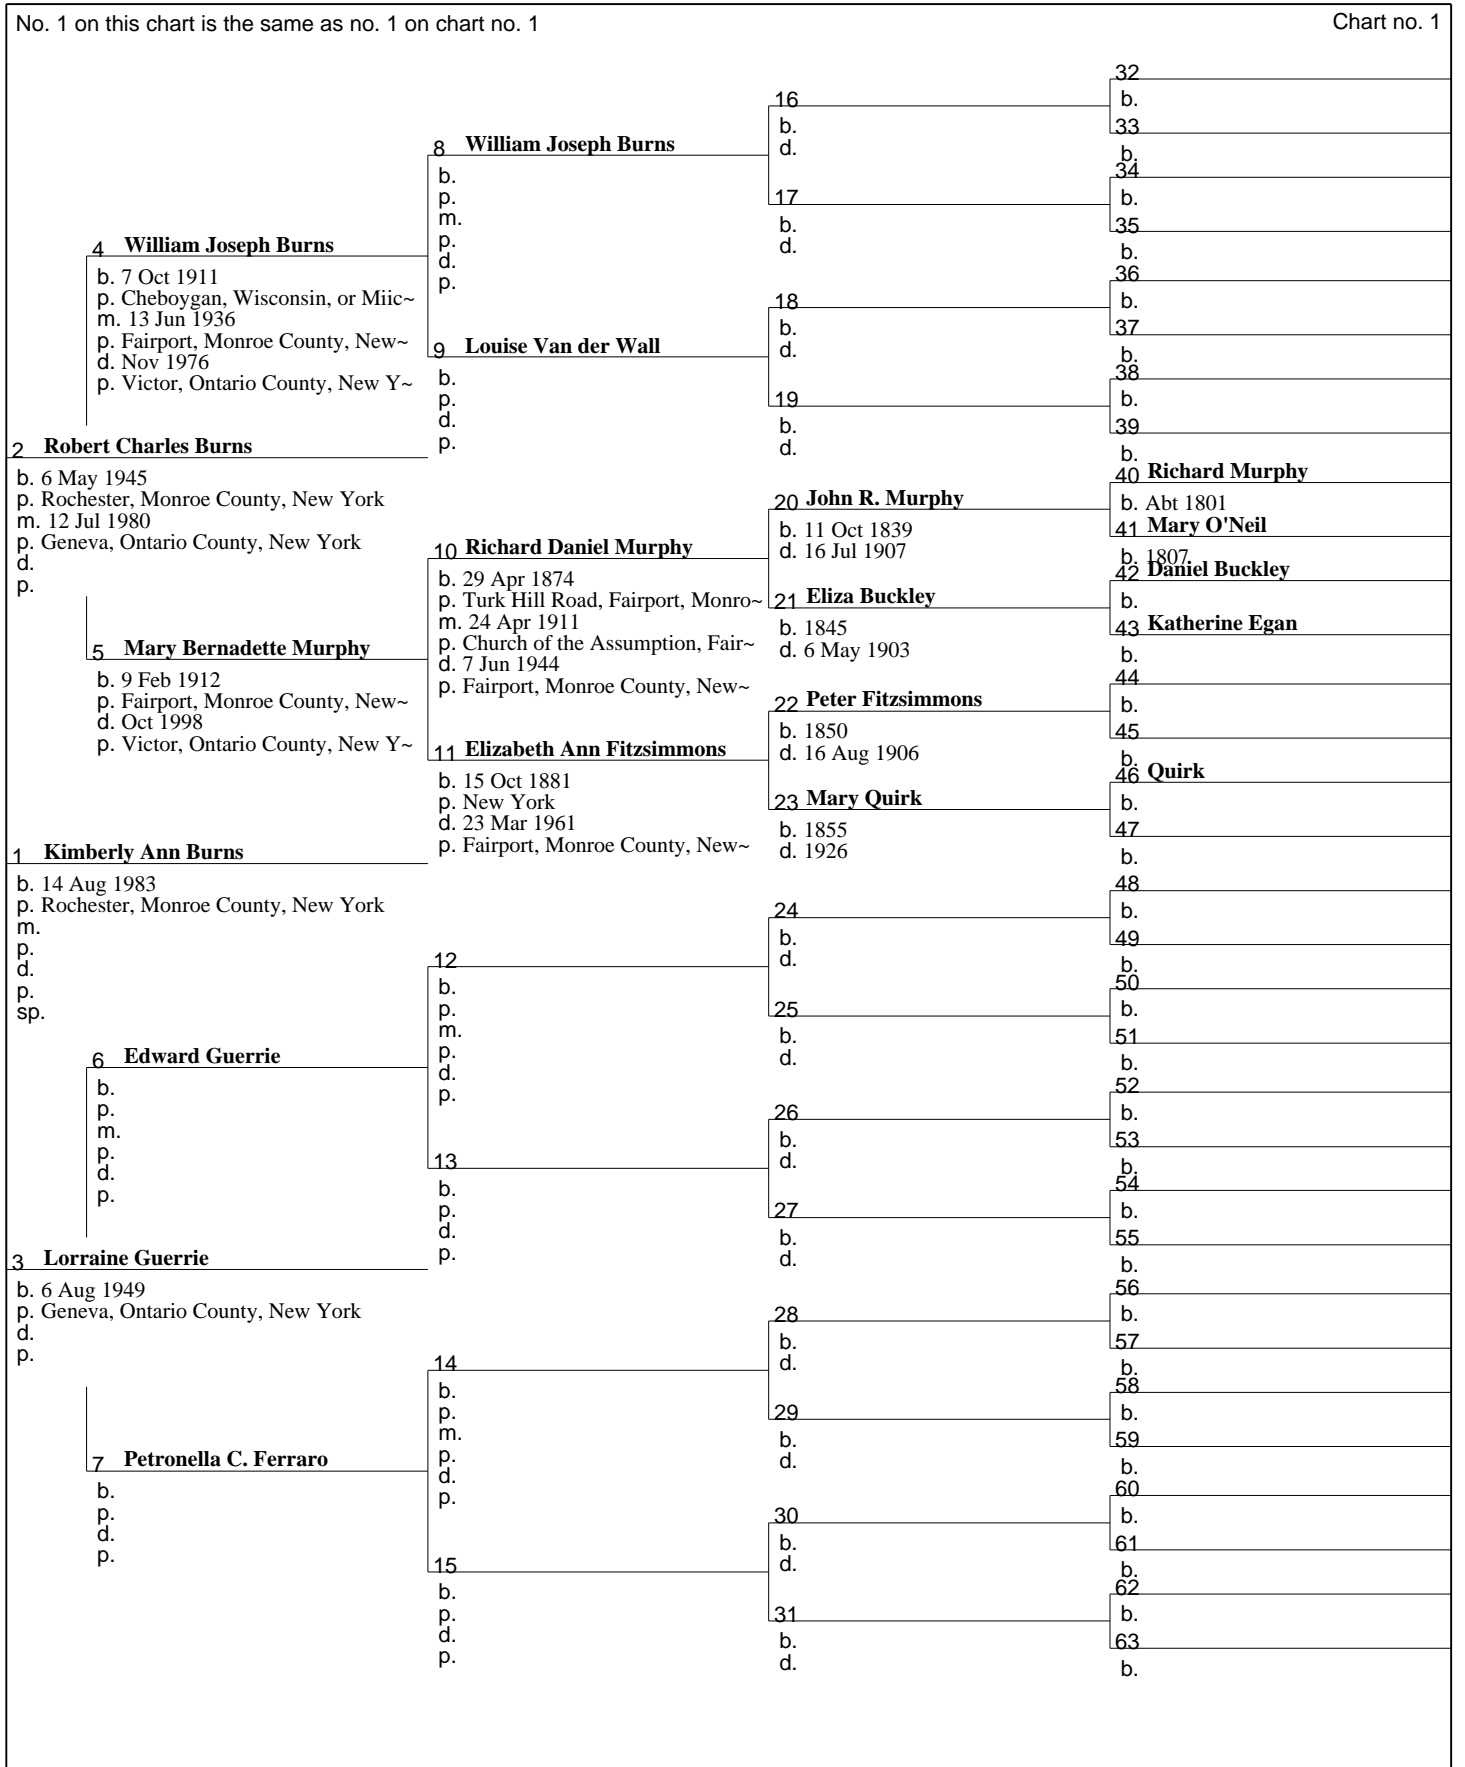 No. 1 on this chart is the same as no. 1 on chart no. 1
Chart no. 1
1 Kimberly Ann Burns
b. 14 Aug 1983
p. Rochester, Monroe County, New York
m.
p.
d.
p.
sp.
2 Robert Charles Burns
b. 6 May 1945
p. Rochester, Monroe County, New York
m. 12 Jul 1980
p. Geneva, Ontario County, New York
d.
p.
3 Lorraine Guerrie
b. 6 Aug 1949
p. Geneva, Ontario County, New York
d.
p.
4 William Joseph Burns
b. 7 Oct 1911
p. Cheboygan, Wisconsin, or Miic~
m. 13 Jun 1936
p. Fairport, Monroe County, New~
d. Nov 1976
p. Victor, Ontario County, New Y~
5 Mary Bernadette Murphy
b. 9 Feb 1912
p. Fairport, Monroe County, New~
d. Oct 1998
p. Victor, Ontario County, New Y~
6 Edward Guerrie
b.
p.
m.
p.
d.
p.
7 Petronella C. Ferraro
b.
p.
d.
p.
8 William Joseph Burns
b.
p.
m.
p.
d.
p.
9 Louise Van der Wall
b.
p.
d.
p.
10 Richard Daniel Murphy
b. 29 Apr 1874
p. Turk Hill Road, Fairport, Monro~
m. 24 Apr 1911
p. Church of the Assumption, Fair~
d. 7 Jun 1944
p. Fairport, Monroe County, New~
11 Elizabeth Ann Fitzsimmons
b. 15 Oct 1881
p. New York
d. 23 Mar 1961
p. Fairport, Monroe County, New~
12
b.
p.
m.
p.
d.
p.
13
b.
p.
d.
p.
14
b.
p.
m.
p.
d.
p.
15
b.
p.
d.
p.
16
b.
d.
17
b.
d.
18
b.
d.
19
b.
d.
20 John R. Murphy
b. 11 Oct 1839
d. 16 Jul 1907
21 Eliza Buckley
b. 1845
d. 6 May 1903
22 Peter Fitzsimmons
b. 1850
d. 16 Aug 1906
23 Mary Quirk
b. 1855
d. 1926
24
b.
d.
25
b.
d.
26
b.
d.
27
b.
d.
28
b.
d.
29
b.
d.
30
b.
d.
31
b.
d.
32
b.
33
b.
34
b.
35
b.
36
b.
37
b.
38
b.
39
b.
40 Richard Murphy
b. Abt 1801
41 Mary O'Neil
b. 1807
42 Daniel Buckley
b.
43 Katherine Egan
b.
44
b.
45
b.
46 Quirk
b.
47
b.
48
b.
49
b.
50
b.
51
b.
52
b.
53
b.
54
b.
55
b.
56
b.
57
b.
58
b.
59
b.
60
b.
61
b.
62
b.
63
b.